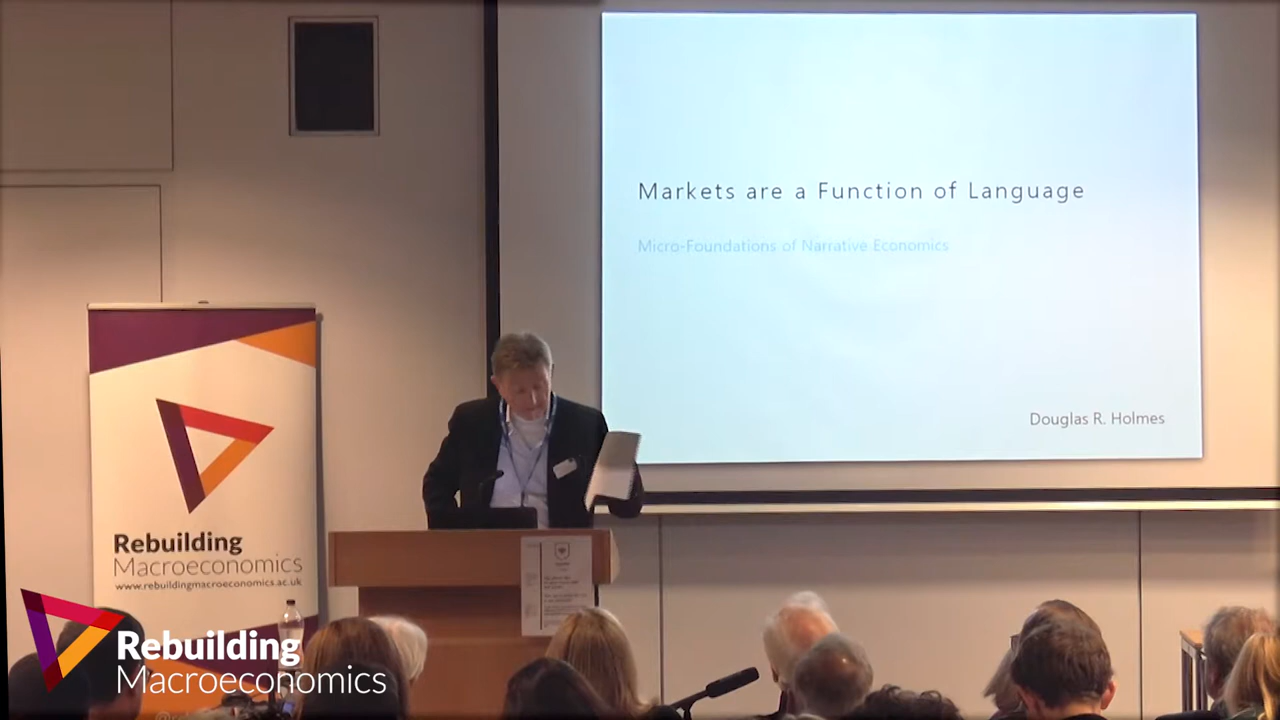 Markets are a Function of Language
Micro-Foundations of Narrative Economics
Douglas R. Holmes
Rebuilding
Macroeconomics
www.rebuildingmacroeconomics.ac.uk
Rebuilding
Macroeconomics